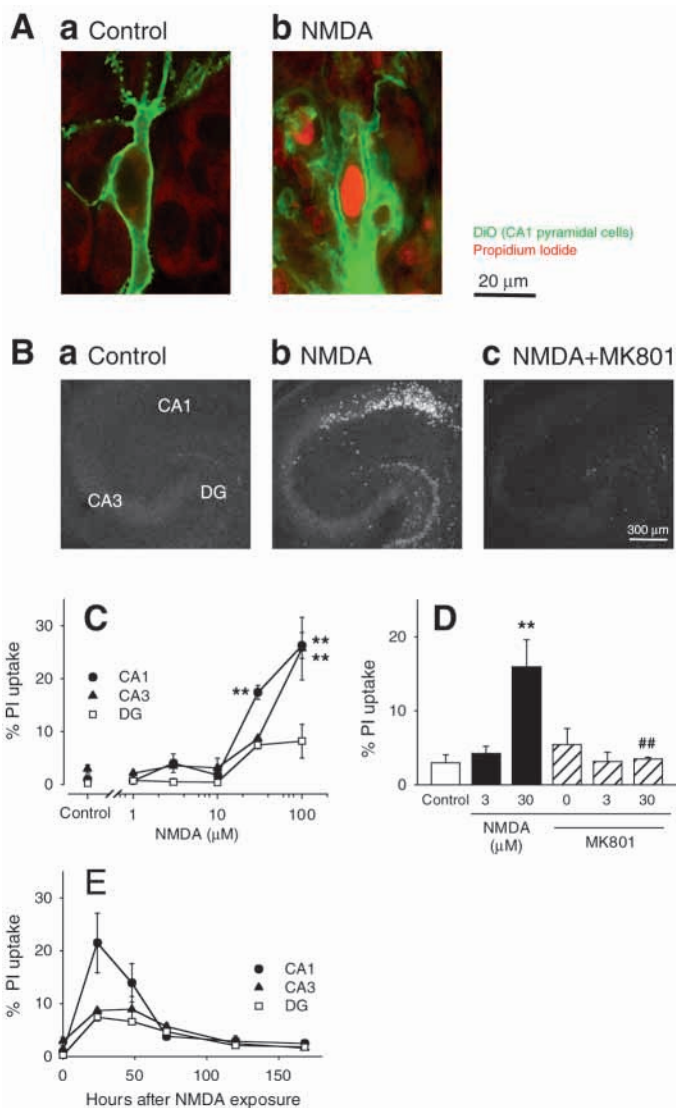 A a Control b NMDA
DiO (CA1 pyramidal cells)
Propidium Iodide
20 μm
B a Control b NMDA c NMDA+MK801
CA1
CA3
DG
300 μm
C
% PI uptake
30
20
10
0
CA1
CA3
DG
**
**
**
Control 1 10 100
NMDA (μM)
D
% PI uptake
20
10
0
**
##
Control 3 30 0 3 30
NMDA
(μM)
MK801
E
% PI uptake
30
20
10
0
CA1
CA3
DG
0 50 100 150
Hours after NMDA exposure